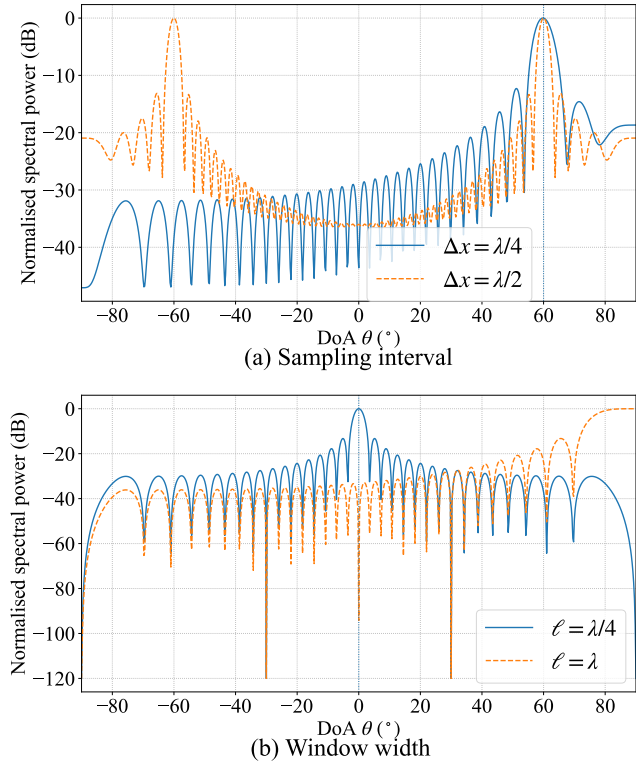 Normalised spectral power (dB)
0
−10
−20
−30
−40
Δx = λ/4
Δx = λ/2
−80 −60 −40 −20 0 20 40 60 80
DoA θ (°)
(a) Sampling interval
Normalised spectral power (dB)
0
−20
−40
−60
−80
−100
−120
ℓ = λ/4
ℓ = λ
−80 −60 −40 −20 0 20 40 60 80
DoA θ (°)
(b) Window width